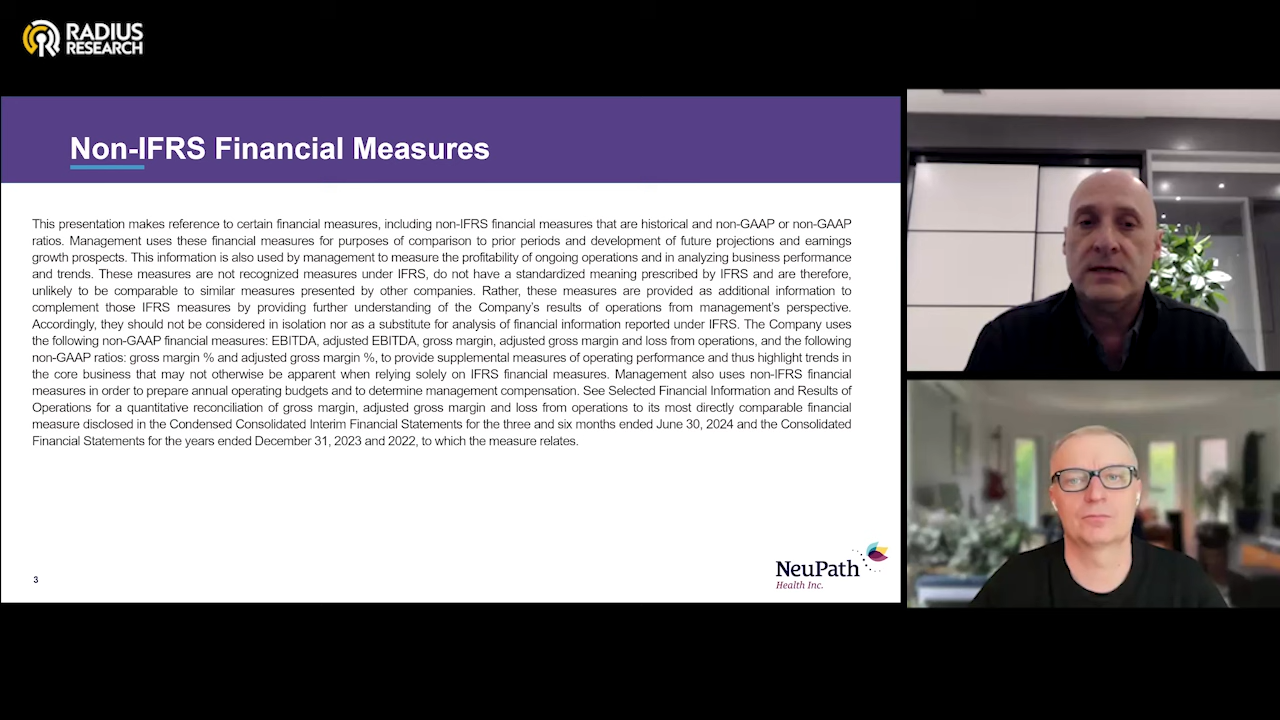 RADIUS
RESEARCH
Non-IFRS Financial Measures
This presentation makes reference to certain financial measures, including non-IFRS financial measures that are historical and non-GAAP or non-GAAP
ratios. Management uses these financial measures for purposes of comparison to prior periods and development of future projections and earnings
growth prospects. This information is also used by management to measure the profitability of ongoing operations and in analyzing business performance
and trends. These measures are not recognized measures under IFRS, do not have a standardized meaning prescribed by IFRS and are therefore,
unlikely to be comparable to similar measures presented by other companies. Rather, these measures are provided as additional information to
complement those IFRS measures by providing further understanding of the Company's results of operations from management's perspective.
Accordingly, they should not be considered in isolation nor as a substitute for analysis of financial information reported under IFRS. The Company uses
the following non-GAAP financial measures: EBITDA, adjusted EBITDA, gross margin, adjusted gross margin and loss from operations, and the following
non-GAAP ratios: gross margin % and adjusted gross margin %, to provide supplemental measures of operating performance and thus highlight trends in
the core business that may not otherwise be apparent when relying solely on IFRS financial measures. Management also uses non-IFRS financial
measures in order to prepare annual operating budgets and to determine management compensation. See Selected Financial Information and Results of
Operations for a quantitative reconciliation of gross margin, adjusted gross margin and loss from operations to its most directly comparable financial
measure disclosed in the Condensed Consolidated Interim Financial Statements for the three and six months ended June 30, 2024 and the Consolidated
Financial Statements for the years ended December 31, 2023 and 2022, to which the measure relates.
3
NeuPath
Health Inc.